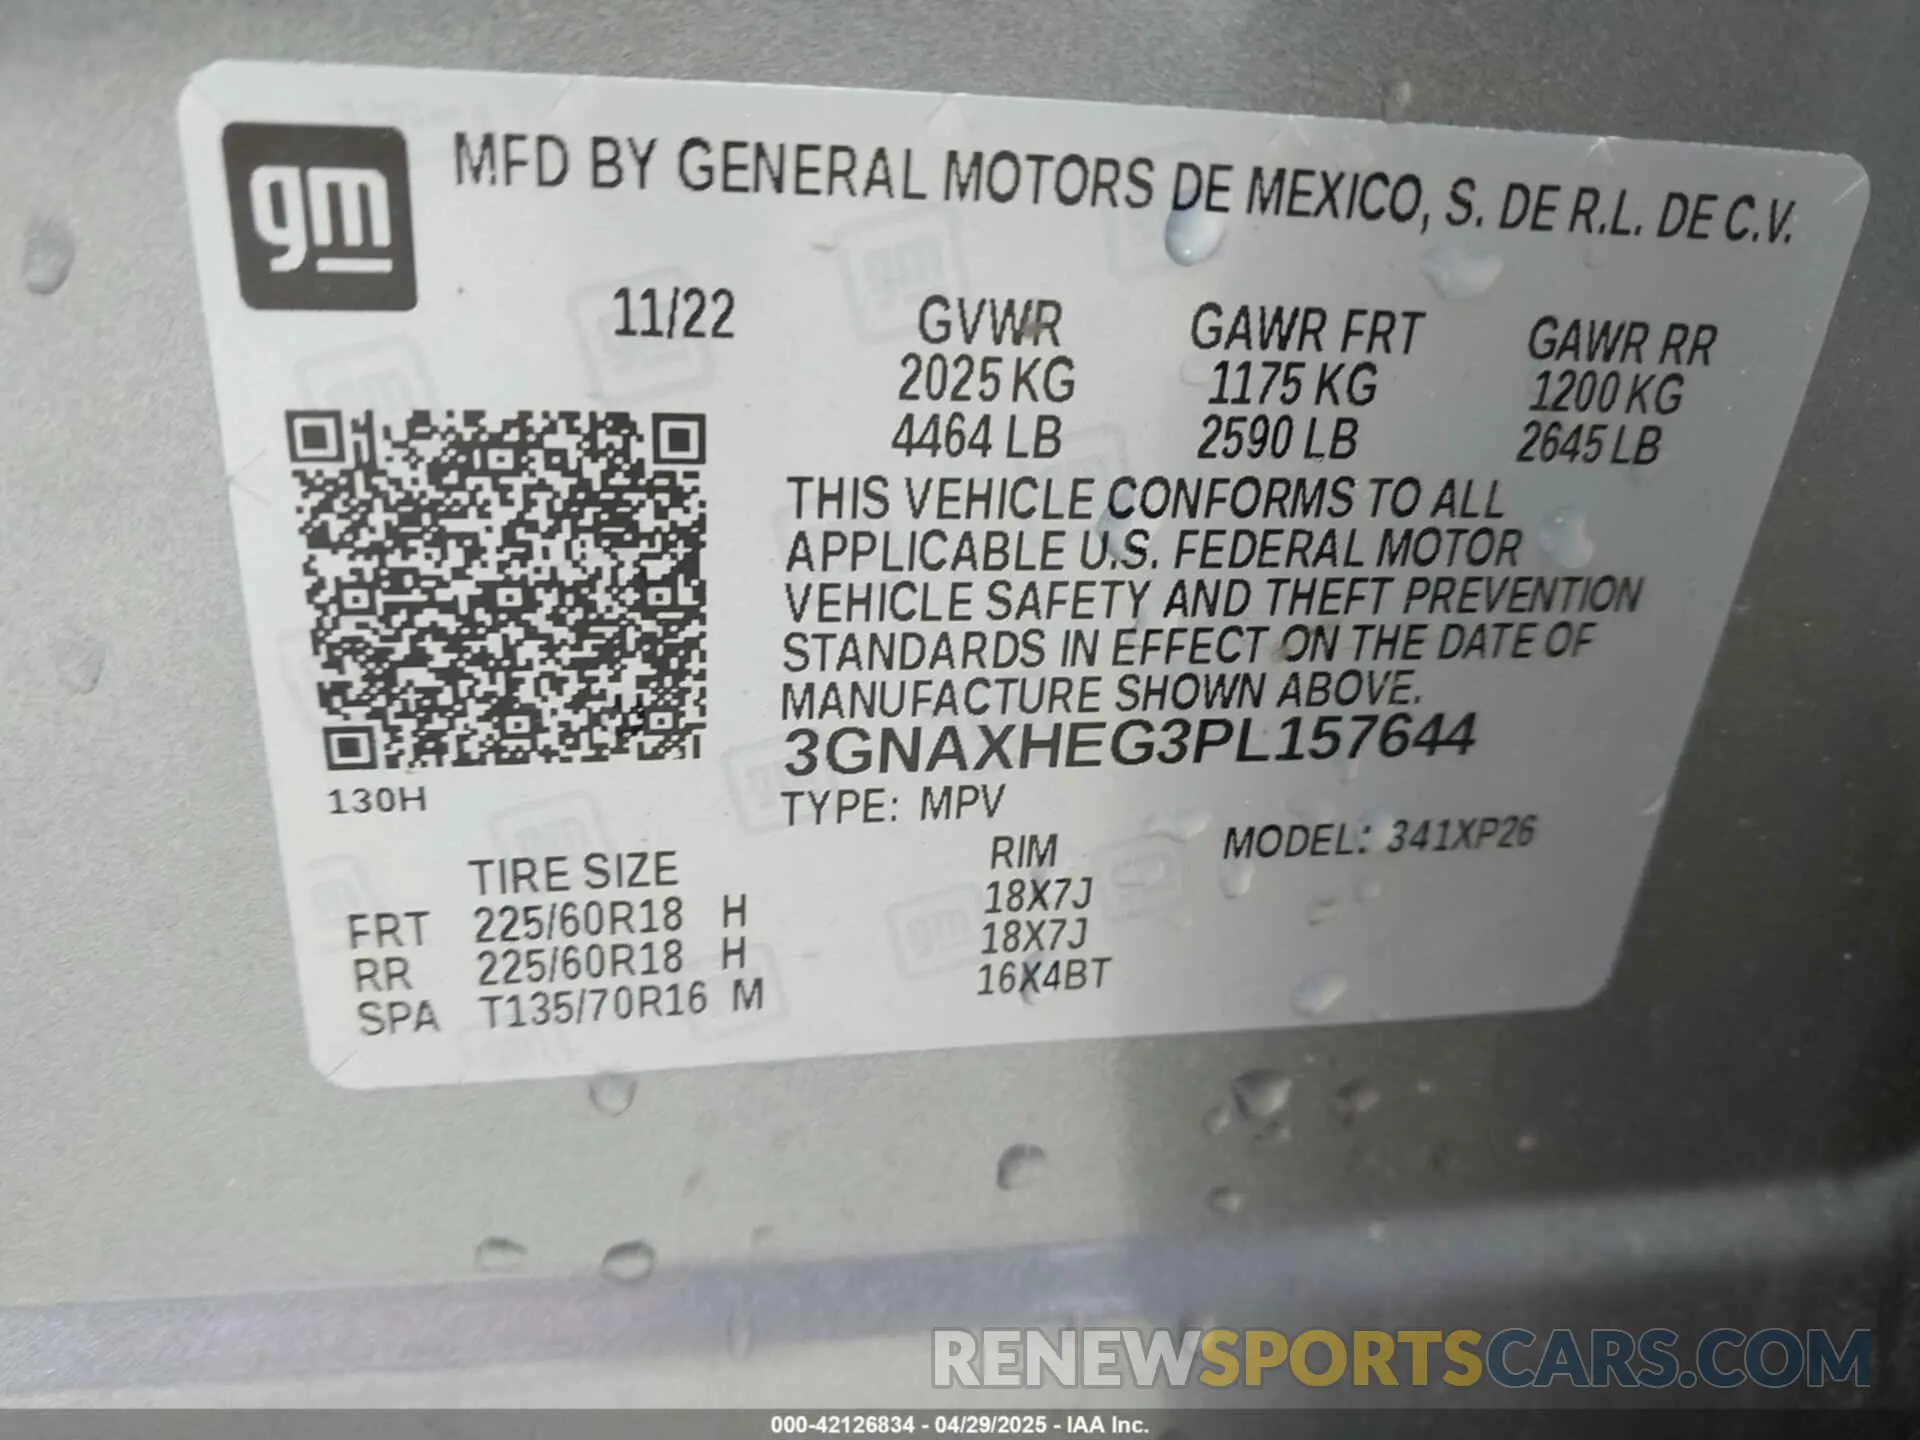 gm
MFD BY GENERAL MOTORS DE MEXICO, S. DE R.L. DE C.V.
11/22 GVWR GAWR FRT GAWR RR
2025 KG 1175 KG 1200 KG
4464 LB 2590 LB 2645 LB
THIS VEHICLE CONFORMS TO ALL
APPLICABLE U.S. FEDERAL MOTOR
VEHICLE SAFETY AND THEFT PREVENTION
STANDARDS IN EFFECT ON THE DATE OF
MANUFACTURE SHOWN ABOVE.
3GNAXHEG3PL157644
130H
TYPE: MPV MODEL: 341XP26
TIRE SIZE RIM
FRT 225/60R18 H 18X7J
RR 225/60R18 H 18X7J
SPA T135/70R16 M 16X4BT
RENEWSPORTSCARS.COM
000-42126834 - 04/29/2025 - IAA Inc.